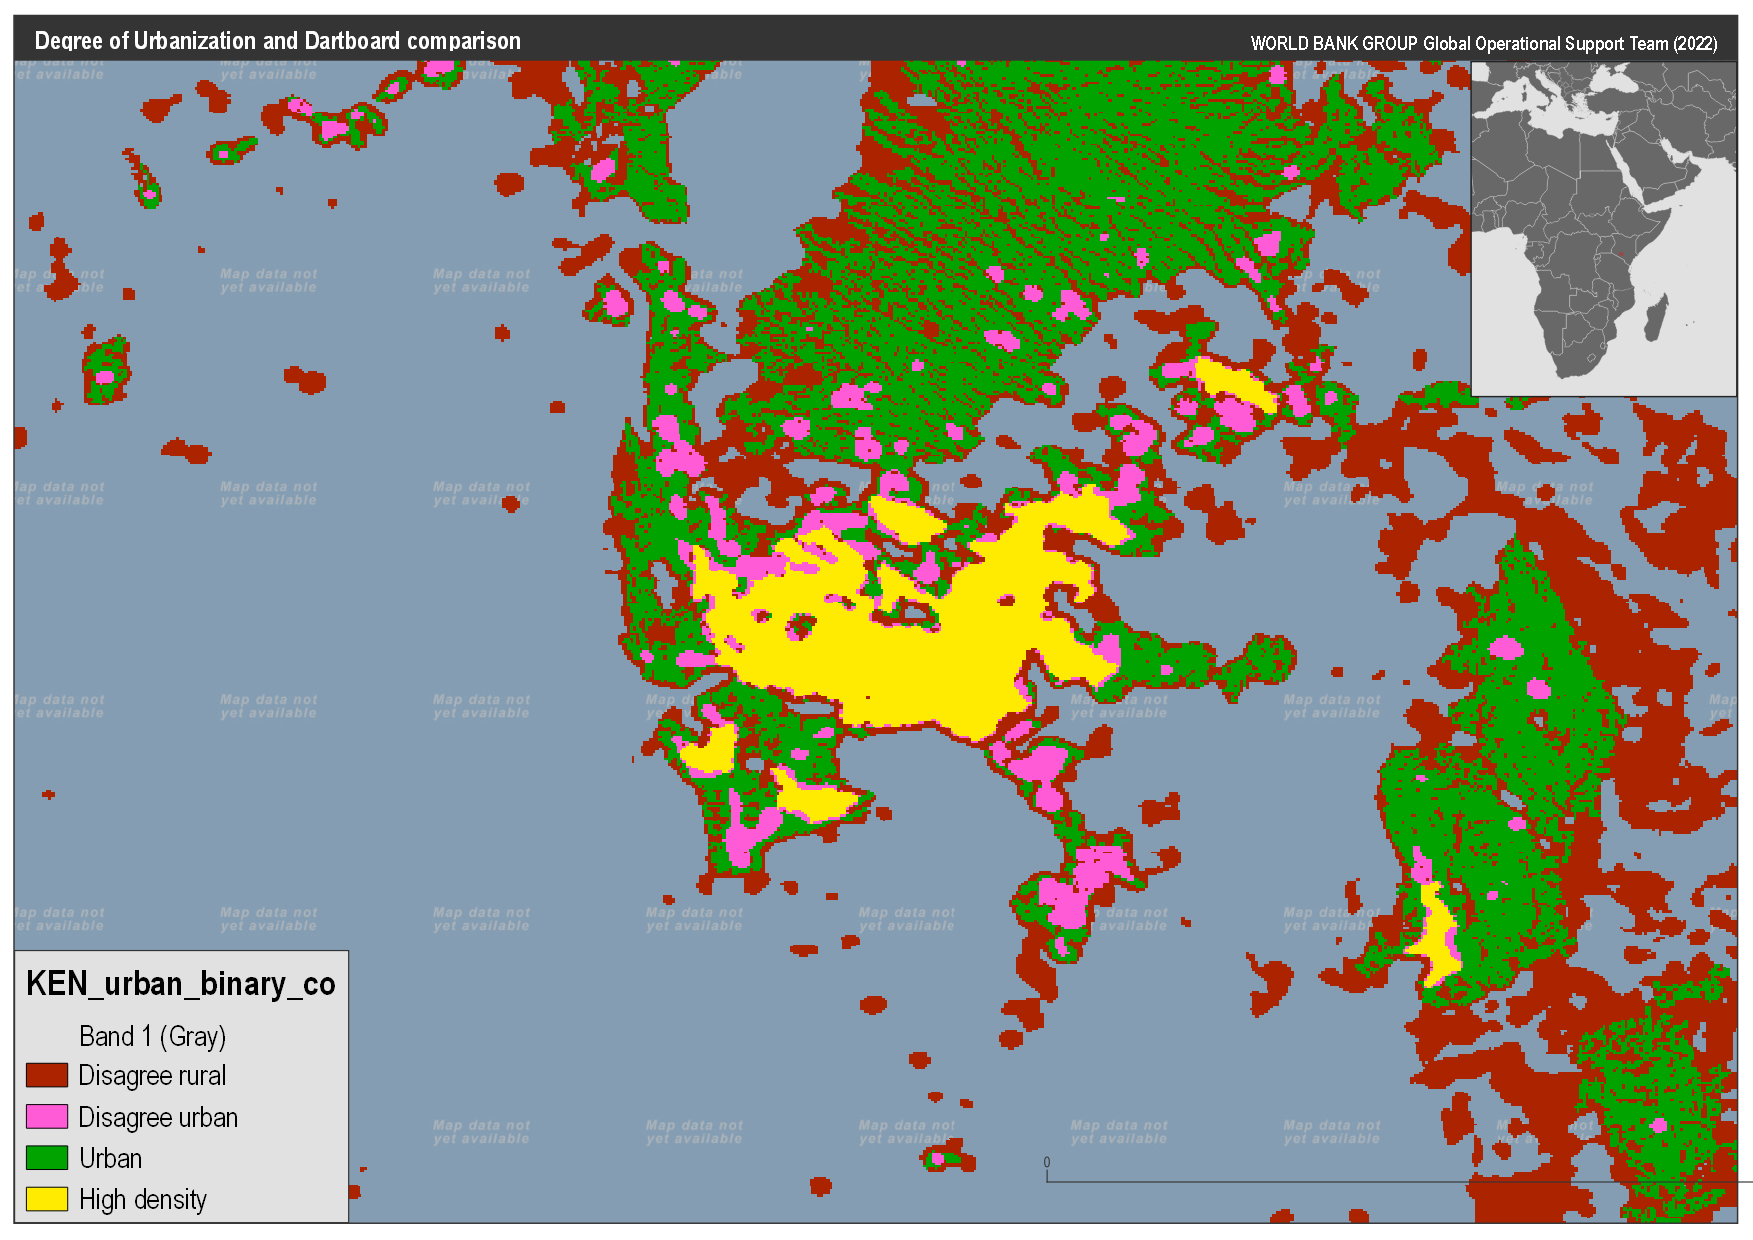 Degree of Urbanization and Dartboard comparison
WORLD BANK GROUP Global Operational Support Team (2022)
Map data not
yet available
KEN_urban_binary_co
Band 1 (Gray)
Disagree rural
Disagree urban
Urban
High density
0